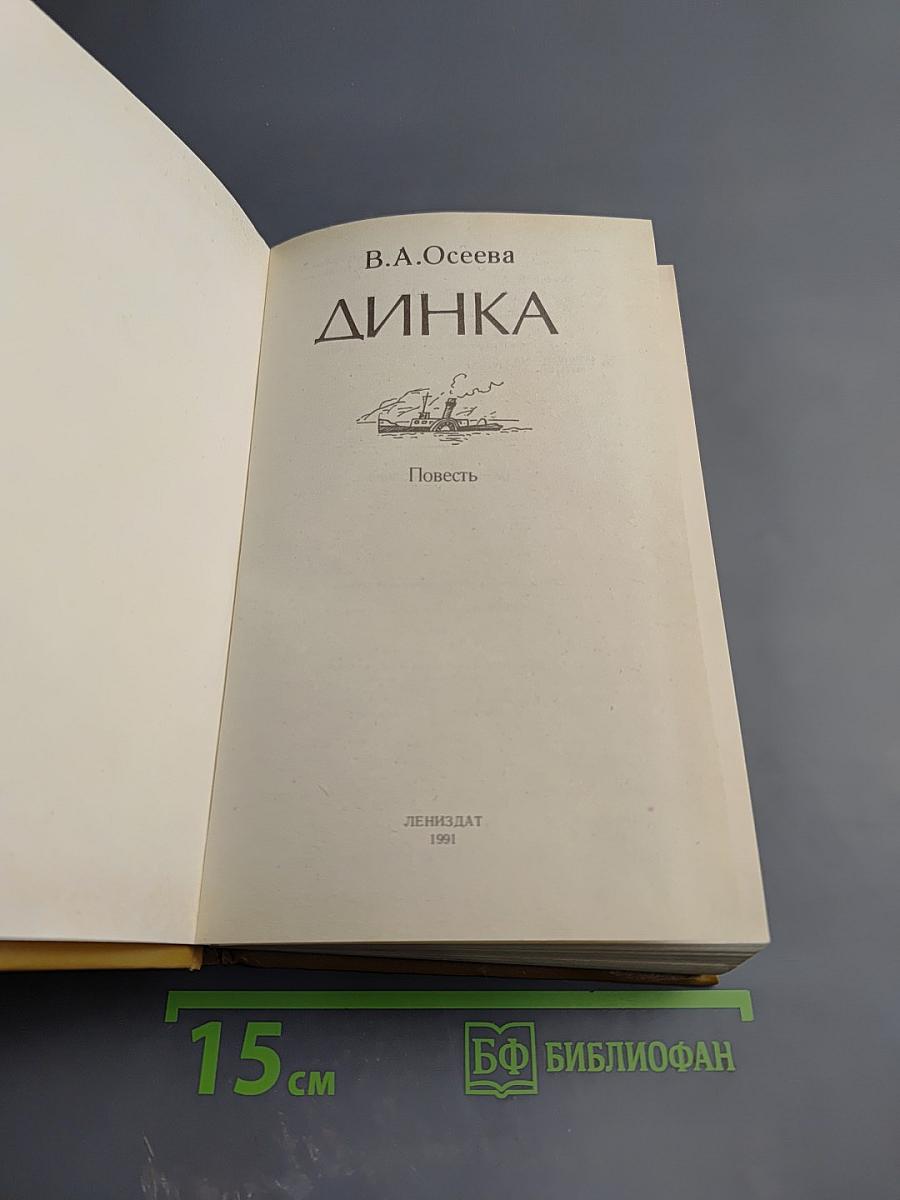 В.А.Осеева
ДИНКА
Повесть
ЛЕНИЗДАТ
1991
15 см
БФ БИБЛИОФАН